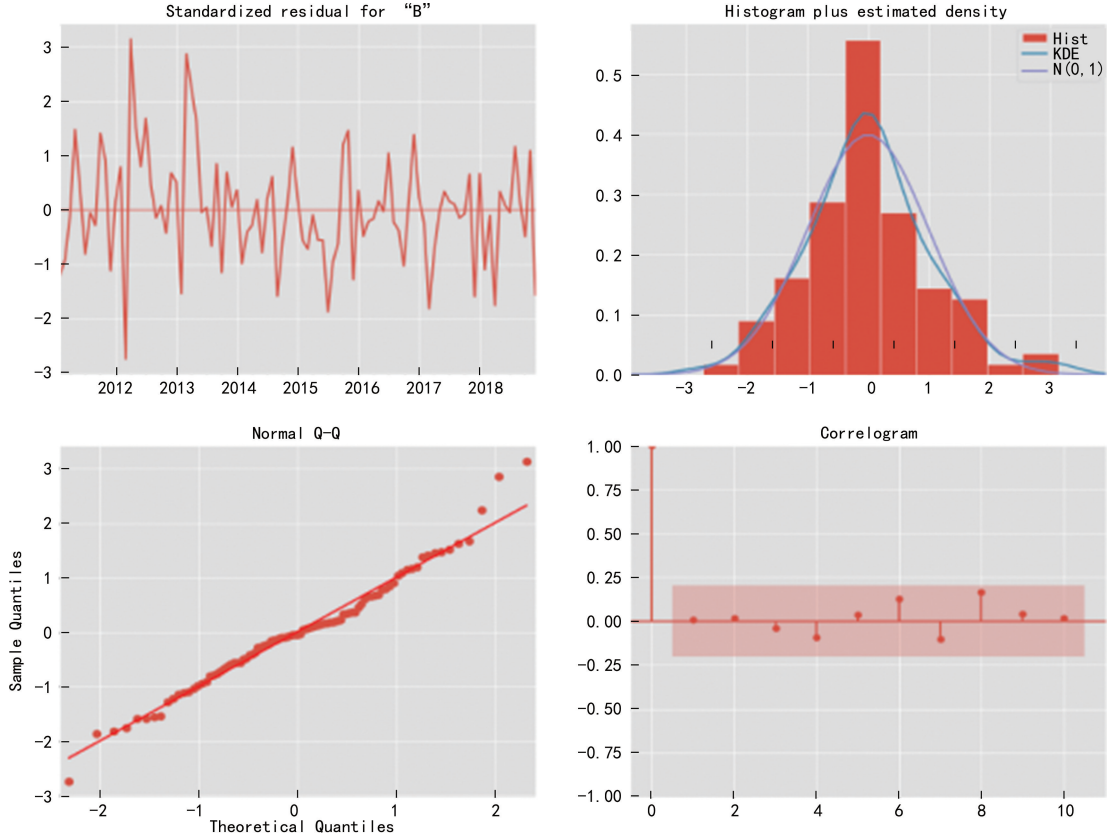 Standardized residual for “B”
3
2
1
0
−1
−2
−3
2012 2013 2014 2015 2016 2017 2018
Histogram plus estimated density
Hist
KDE
N(0,1)
0.5
0.4
0.3
0.2
0.1
0.0
−3 −2 −1 0 1 2 3
Normal Q-Q
Sample Quantiles
3
2
1
0
−1
−2
−3
−2 −1 0 1 2
Theoretical Quantiles
Correlogram
1.00
0.75
0.50
0.25
0.00
−0.25
−0.50
−0.75
−1.00
0 2 4 6 8 10